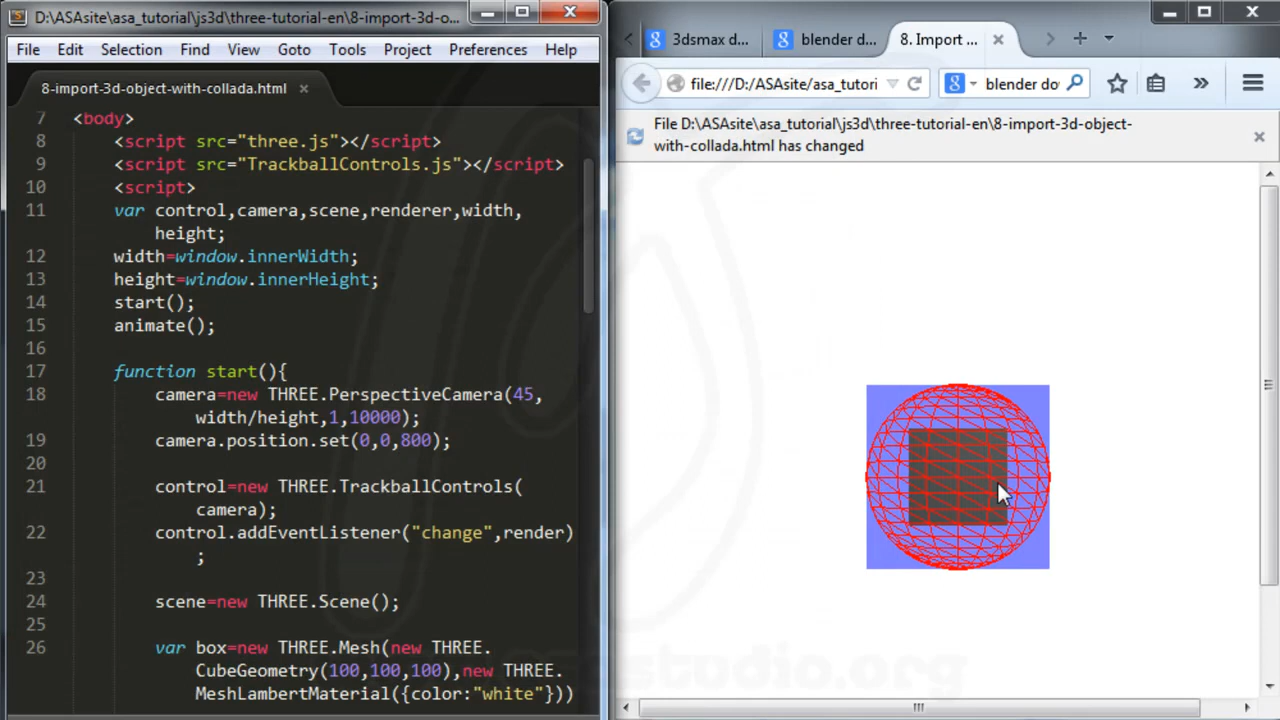 D:\ASAsite\asa_tutorial\js3d\three-tutorial-en\8-import-3d-o...
File Edit Selection Find View Goto Tools Project Preferences Help
8-import-3d-object-with-collada.html
7 <body>
8 <script src="three.js"></script>
9 <script src="TrackballControls.js"></script>
10 <script>
11 var control,camera,scene,renderer,width,
height;
12 width=window.innerWidth;
13 height=window.innerHeight;
14 start();
15 animate();
16
17 function start(){
18 camera=new THREE.PerspectiveCamera(45,
width/height,1,10000);
19 camera.position.set(0,0,800);
20
21 control=new THREE.TrackballControls(
camera);
22 control.addEventListener("change",render)
;
23
24 scene=new THREE.Scene();
25
26 var box=new THREE.Mesh(new THREE.
CubeGeometry(100,100,100),new THREE.
MeshLambertMaterial({color:"white"}))
3dsmax d... blender d... 8. Import ...
file:///D:/ASAsite/asa_tutori blender do
File D:\ASAsite\asa_tutorial\js3d\three-tutorial-en\8-import-3d-object-
with-collada.html has changed
studio.org